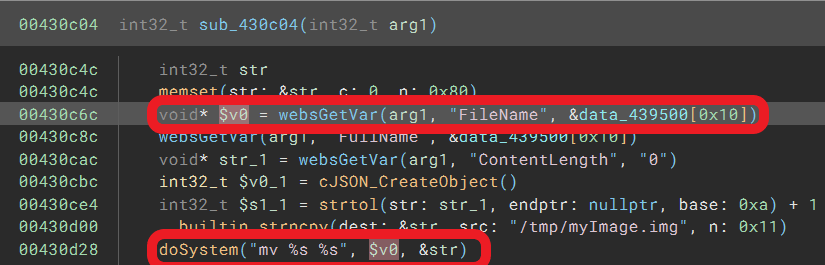 00430c04 int32_t sub_430c04(int32_t arg1)
00430c4c int32_t str
00430c4c memset(str: &str, c: 0, n: 0x80)
00430c6c void* $v0 = websGetVar(arg1, "FileName", &data_439500[0x10])
00430c8c websGetVar(arg1, "FullName", &data_439500[0x10])
00430cac void* str_1 = websGetVar(arg1, "ContentLength", "0")
00430cbc int32_t $v0_1 = cJSON_CreateObject()
00430ce4 int32_t $s1_1 = strtol(str: str_1, endptr: nullptr, base: 0xa) + 1
00430d00 __builtin_strncpy(dest: &str, src: "/tmp/myImage.img", n: 0x11)
00430d28 doSystem("mv %s %s", $v0, &str)